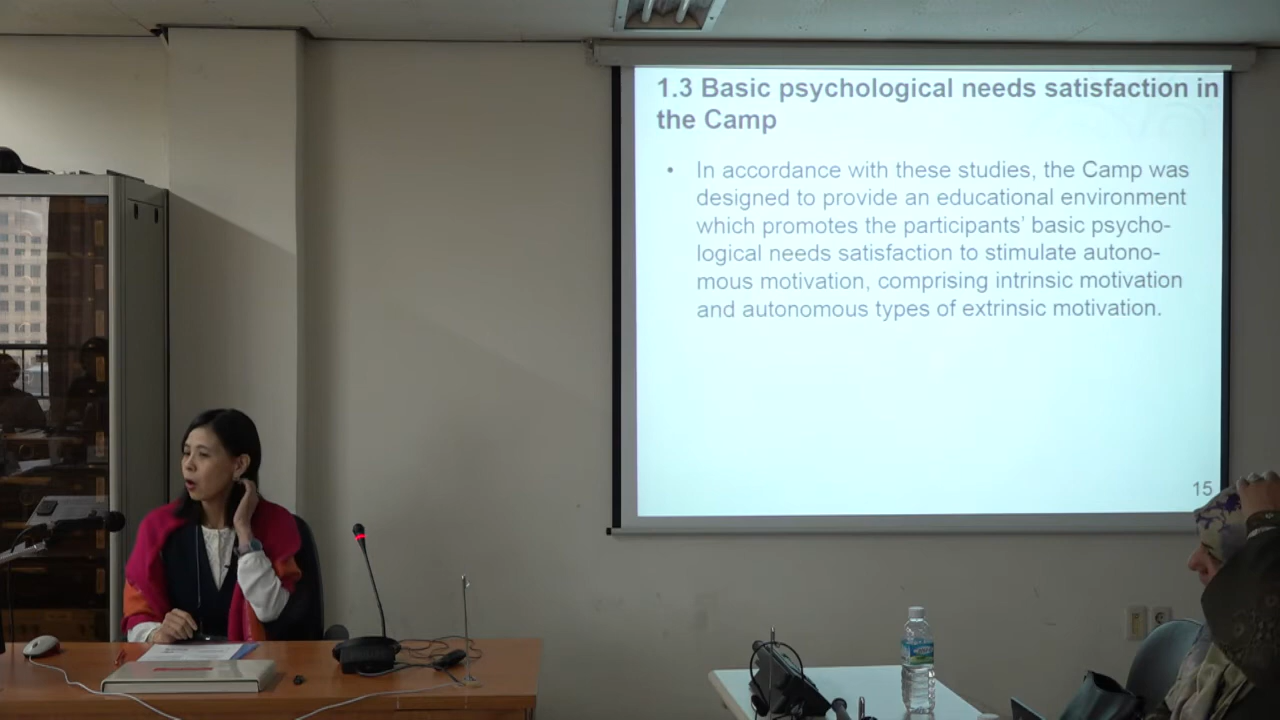 1.3 Basic psychological needs satisfaction in
the Camp
• In accordance with these studies, the Camp was
designed to provide an educational environment
which promotes the participants' basic psycho-
logical needs satisfaction to stimulate autono-
mous motivation, comprising intrinsic motivation
and autonomous types of extrinsic motivation.
15